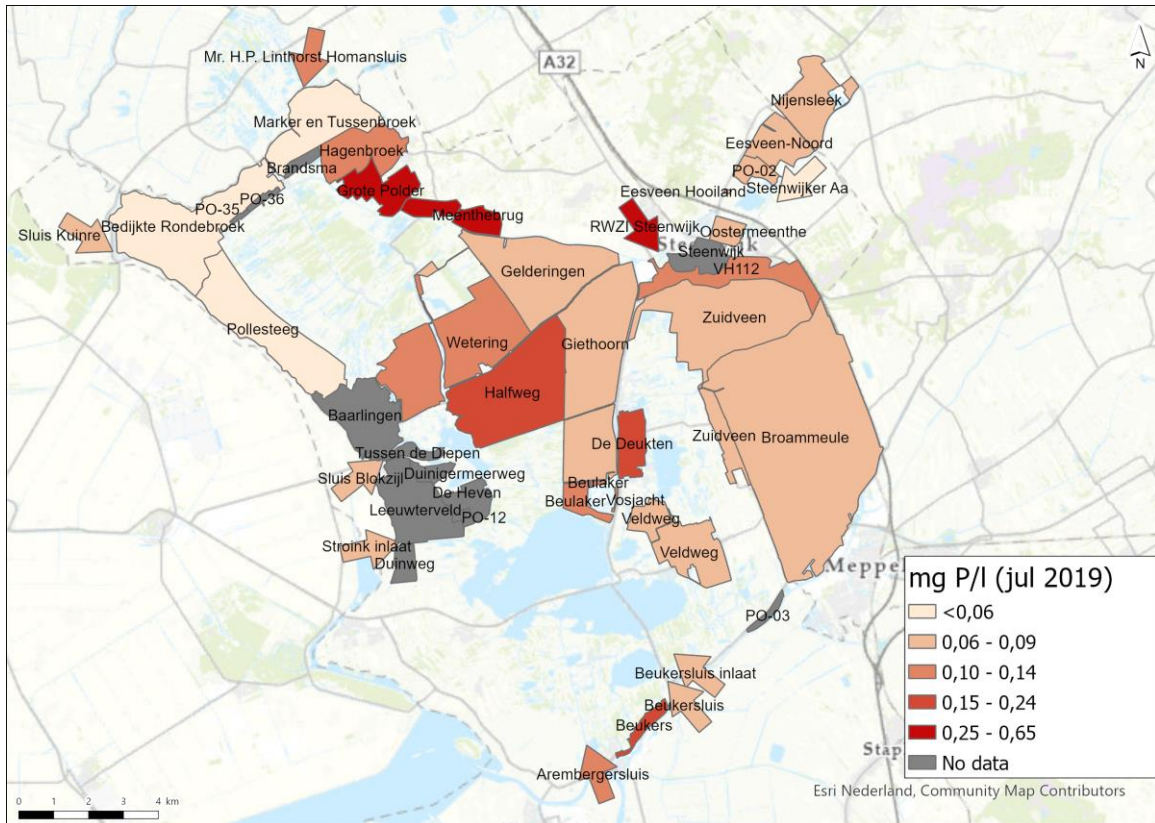 Mr. H.P. Linthorst Homansluis
A32
N
Nijensleek
Marker en Tussenbroek
Hagenbroek
Eesveen-Noord
Brandsma
PO-02
Grote Polder
Eesveen Hooiland
Steenwijker Aa
PO-36
PO-35
Meenthebrug
Bedijkte Rondebroek
RWZI Steenwijk
Oostermeenthe
Sluis Kuinre
Steenwijk
VH112
Gelderingen
Pollesteeg
Zuidveen
Wetering
Giethoorn
Halfweg
Baarlingen
De Deukten
Zuidveen
Broammeule
Tussen de Diepen
Sluis Blokzijl
Duinigermeerweg
Beulaker
De Heven
Beulaker
Vosjacht
Leeuwterveld
PO-12
Veldweg
Stroink inlaat
Veldweg
Duinweg
Meppel
PO-03
Beukersluis inlaat
Beukersluis
Beukers
Arembergersluis
Stap
mg P/l (jul 2019)
<0,06
0,06 - 0,09
0,10 - 0,14
0,15 - 0,24
0,25 - 0,65
No data
Esri Nederland, Community Map Contributors
0 1 2 3 4 km